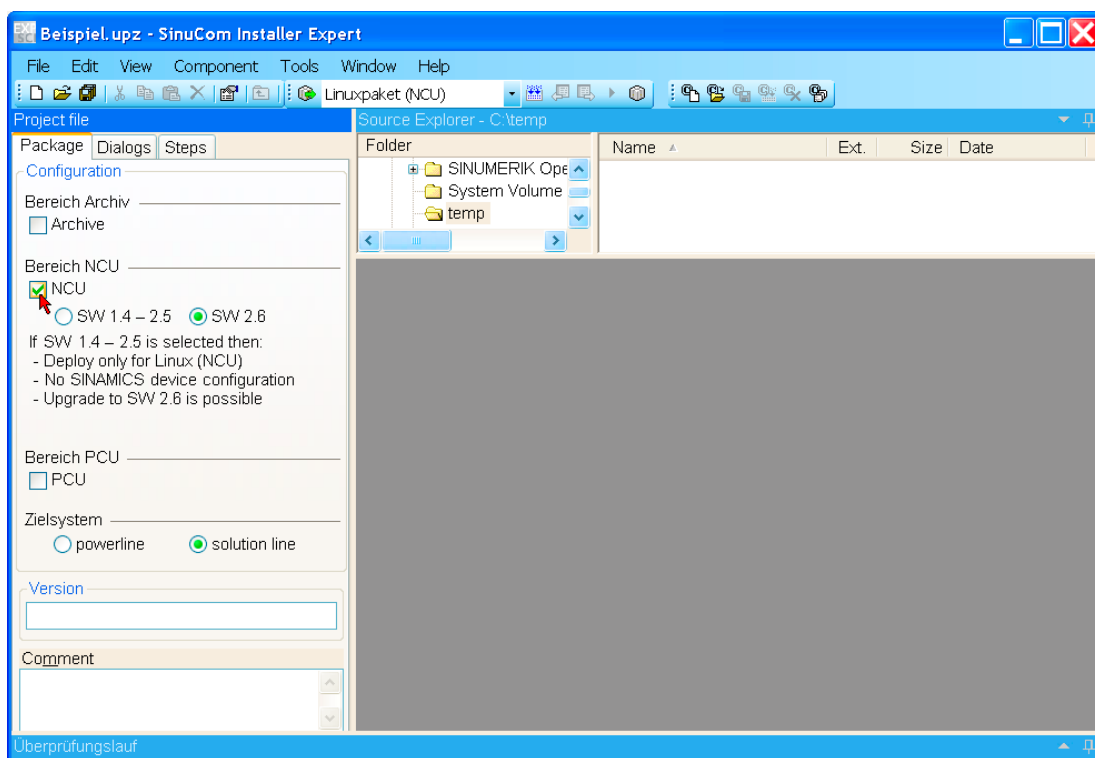 Beispiel.upz - SinuCom Installer Expert
File Edit View Component Tools Window Help
Linuxpaket (NCU)
Project file
Source Explorer - C:\temp
Package Dialogs Steps
Folder
Name Ext. Size Date
Configuration
SINUMERIK Ope
System Volume
temp
Bereich Archiv
Archive
Bereich NCU
NCU
SW 1.4 – 2.5 SW 2.6
If SW 1.4 – 2.5 is selected then:
- Deploy only for Linux (NCU)
- No SINAMICS device configuration
- Upgrade to SW 2.6 is possible
Bereich PCU
PCU
Zielsystem
powerline solution line
Version
Comment
Überprüfungslauf